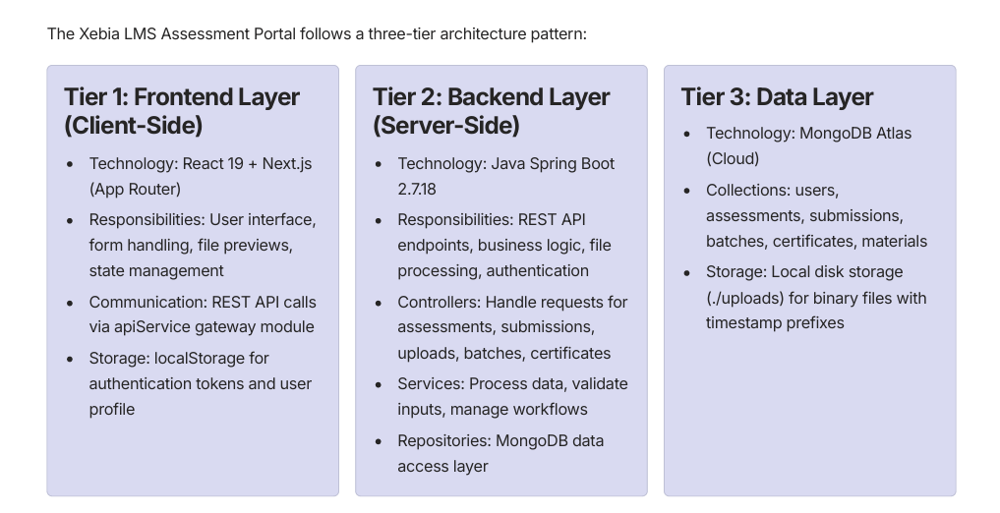 The Xebia LMS Assessment Portal follows a three-tier architecture pattern:
Tier 1: Frontend Layer
(Client-Side)
• Technology: React 19 + Next.js
(App Router)
• Responsibilities: User interface,
form handling, file previews,
state management
• Communication: REST API calls
via apiService gateway module
• Storage: localStorage for
authentication tokens and user
profile
Tier 2: Backend Layer
(Server-Side)
• Technology: Java Spring Boot
2.7.18
• Responsibilities: REST API
endpoints, business logic, file
processing, authentication
• Controllers: Handle requests for
assessments, submissions,
uploads, batches, certificates
• Services: Process data, validate
inputs, manage workflows
• Repositories: MongoDB data
access layer
Tier 3: Data Layer
• Technology: MongoDB Atlas
(Cloud)
• Collections: users,
assessments, submissions,
batches, certificates, materials
• Storage: Local disk storage
(./uploads) for binary files with
timestamp prefixes